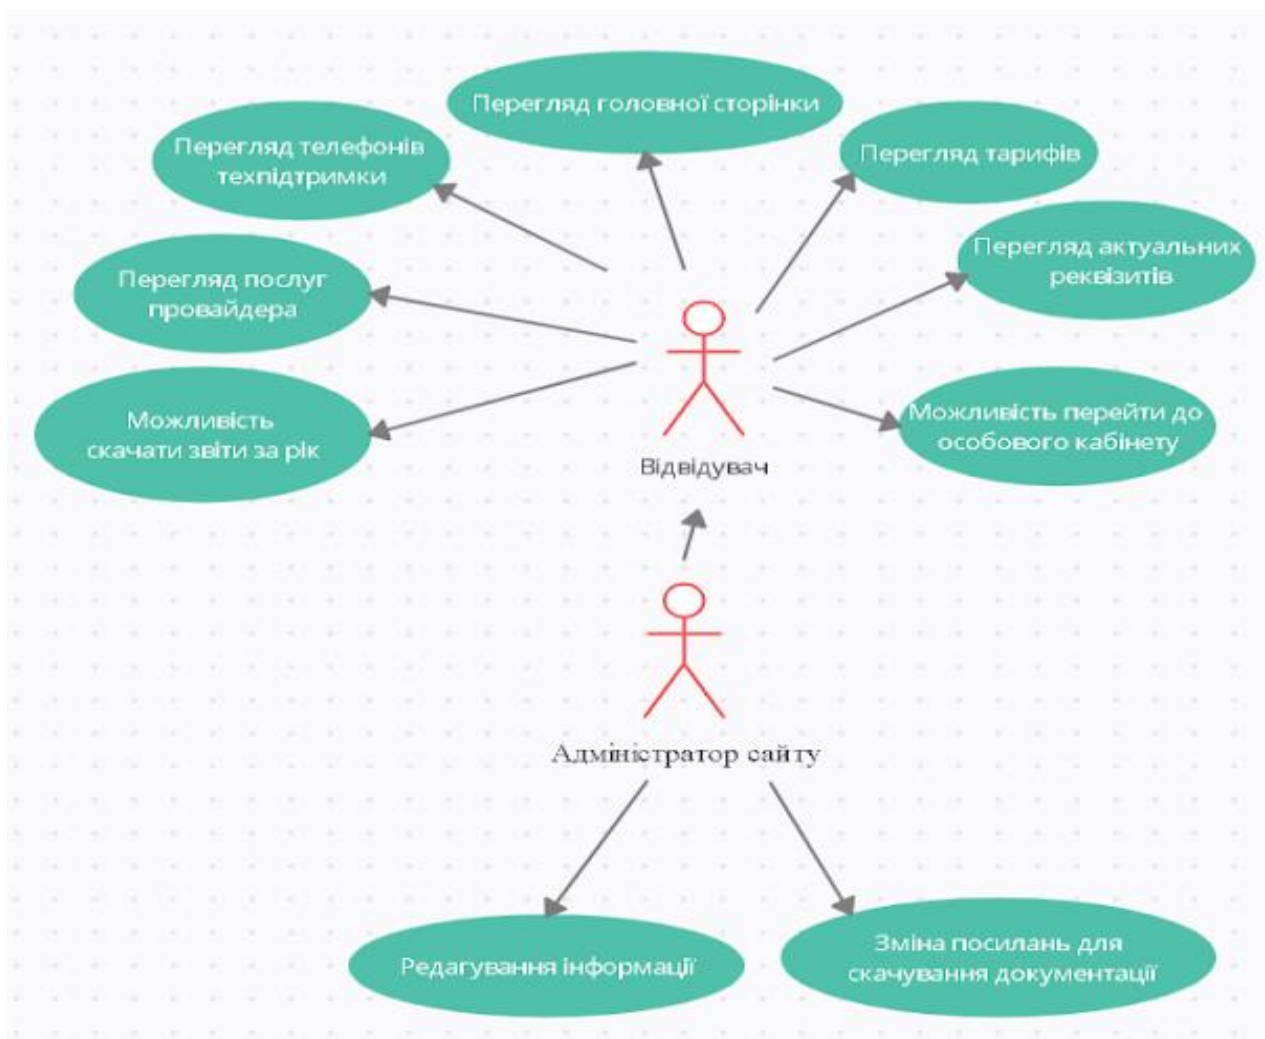 Перегляд головної сторінки
Перегляд телефонів
техпідтримки
Перегляд тарифів
Перегляд послуг
провайдера
Перегляд актуальних
реквізитів
Можливість
скачати звіти за рік
Можливість перейти до
особового кабінету
Відвідувач
Адміністратор сайту
Редагування інформації
Зміна посилань для
скачування документації